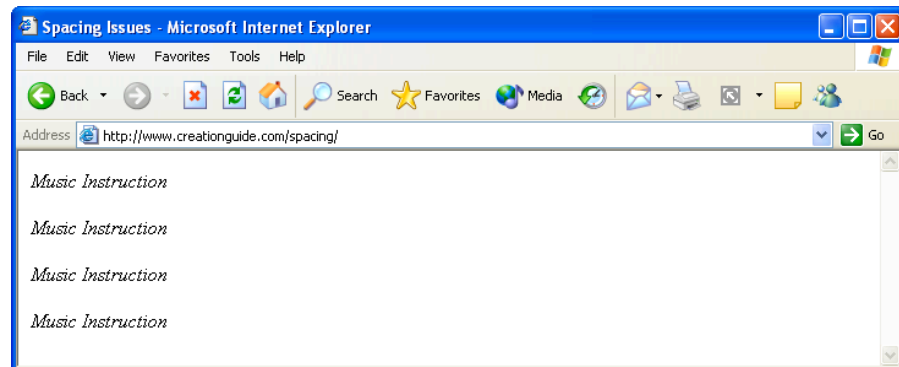 Spacing Issues - Microsoft Internet Explorer
File Edit View Favorites Tools Help
Back Search Favorites Media
Address http://www.creationguide.com/spacing/ Go
Music Instruction
Music Instruction
Music Instruction
Music Instruction